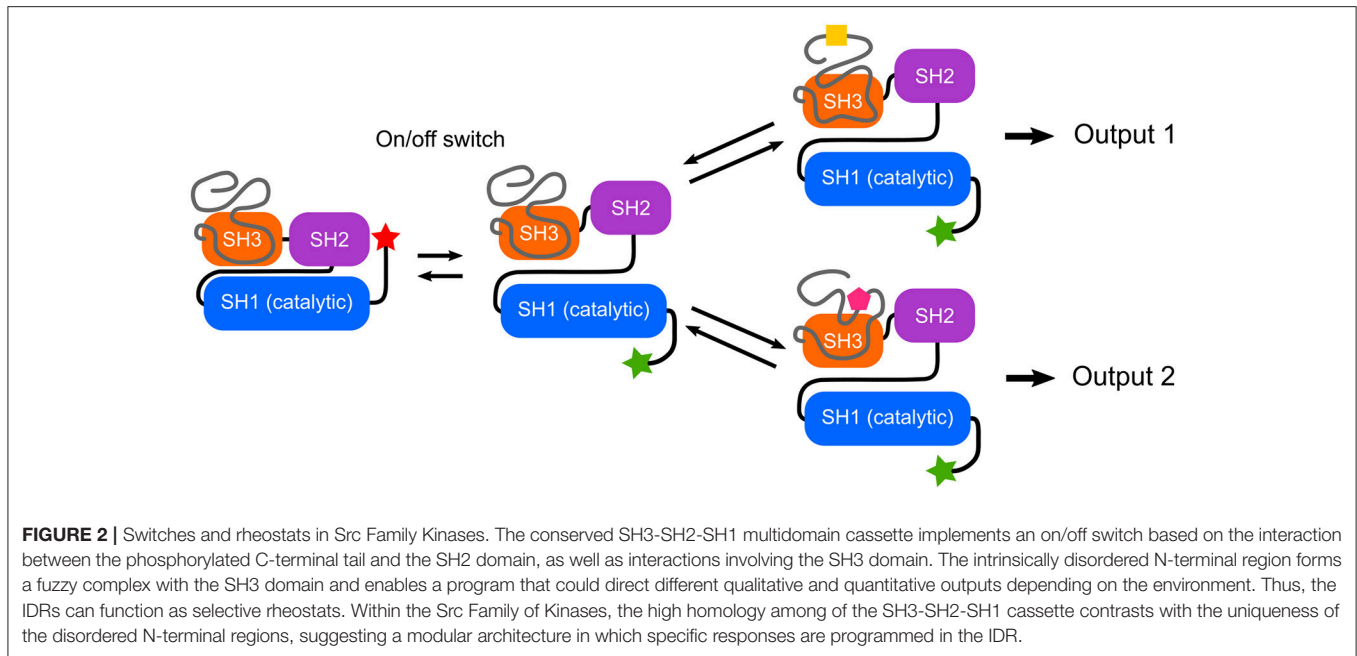 On/off switch
SH3
SH2
SH1 (catalytic)
SH3
SH2
SH1 (catalytic)
SH3
SH2
SH1 (catalytic)
Output 1
SH3
SH2
SH1 (catalytic)
Output 2
FIGURE 2 | Switches and rheostats in Src Family Kinases. The conserved SH3-SH2-SH1 multidomain cassette implements an on/off switch based on the interaction
between the phosphorylated C-terminal tail and the SH2 domain, as well as interactions involving the SH3 domain. The intrinsically disordered N-terminal region forms
a fuzzy complex with the SH3 domain and enables a program that could direct different qualitative and quantitative outputs depending on the environment. Thus, the
IDRs can function as selective rheostats. Within the Src Family of Kinases, the high homology among of the SH3-SH2-SH1 cassette contrasts with the uniqueness of
the disordered N-terminal regions, suggesting a modular architecture in which specific responses are programmed in the IDR.